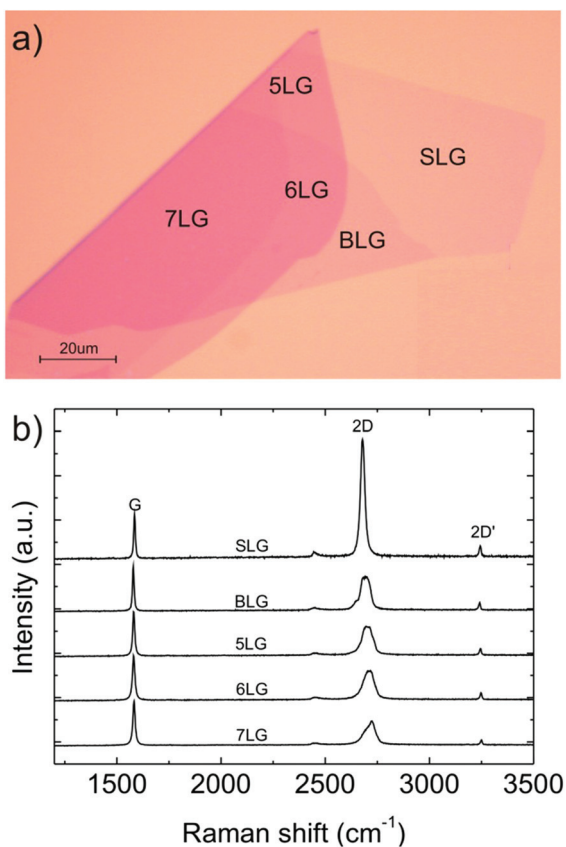 a)
5LG
SLG
6LG
7LG
BLG
20um
b)
2D
G
2D'
SLG
BLG
5LG
6LG
7LG
Intensity (a.u.)
1500 2000 2500 3000 3500
Raman shift (cm⁻¹)